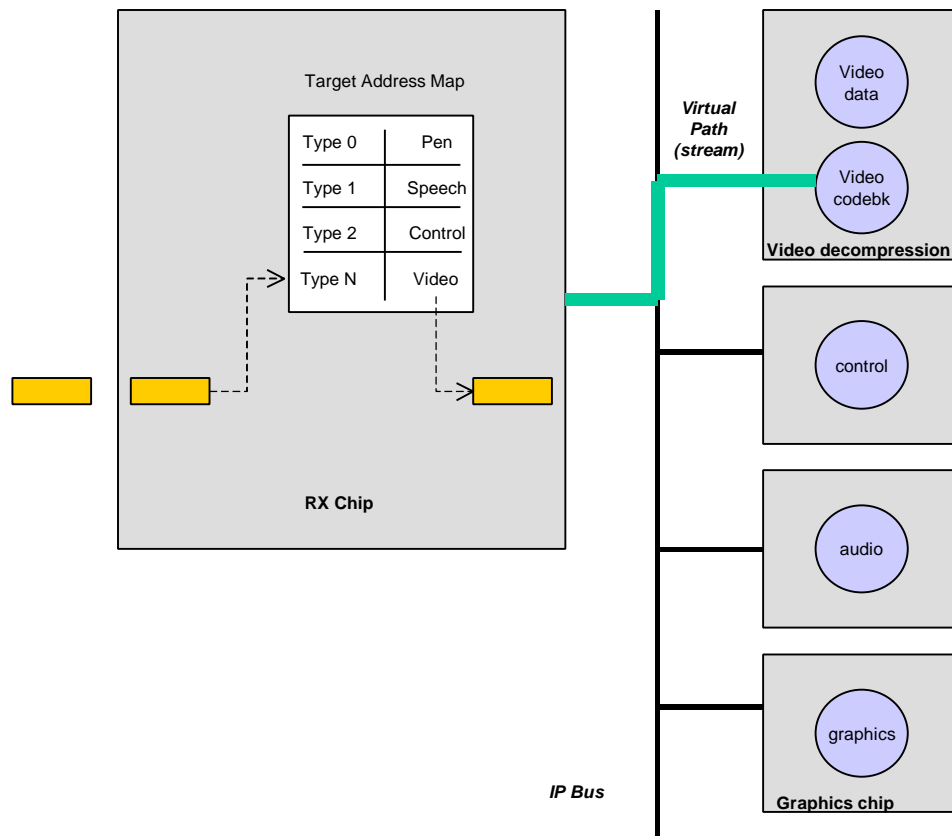 Target Address Map
Type 0 Pen
Type 1 Speech
Type 2 Control
Type N Video
RX Chip
Virtual
Path
(stream)
IP Bus
Video
data
Video
codebk
Video decompression
control
audio
graphics
Graphics chip